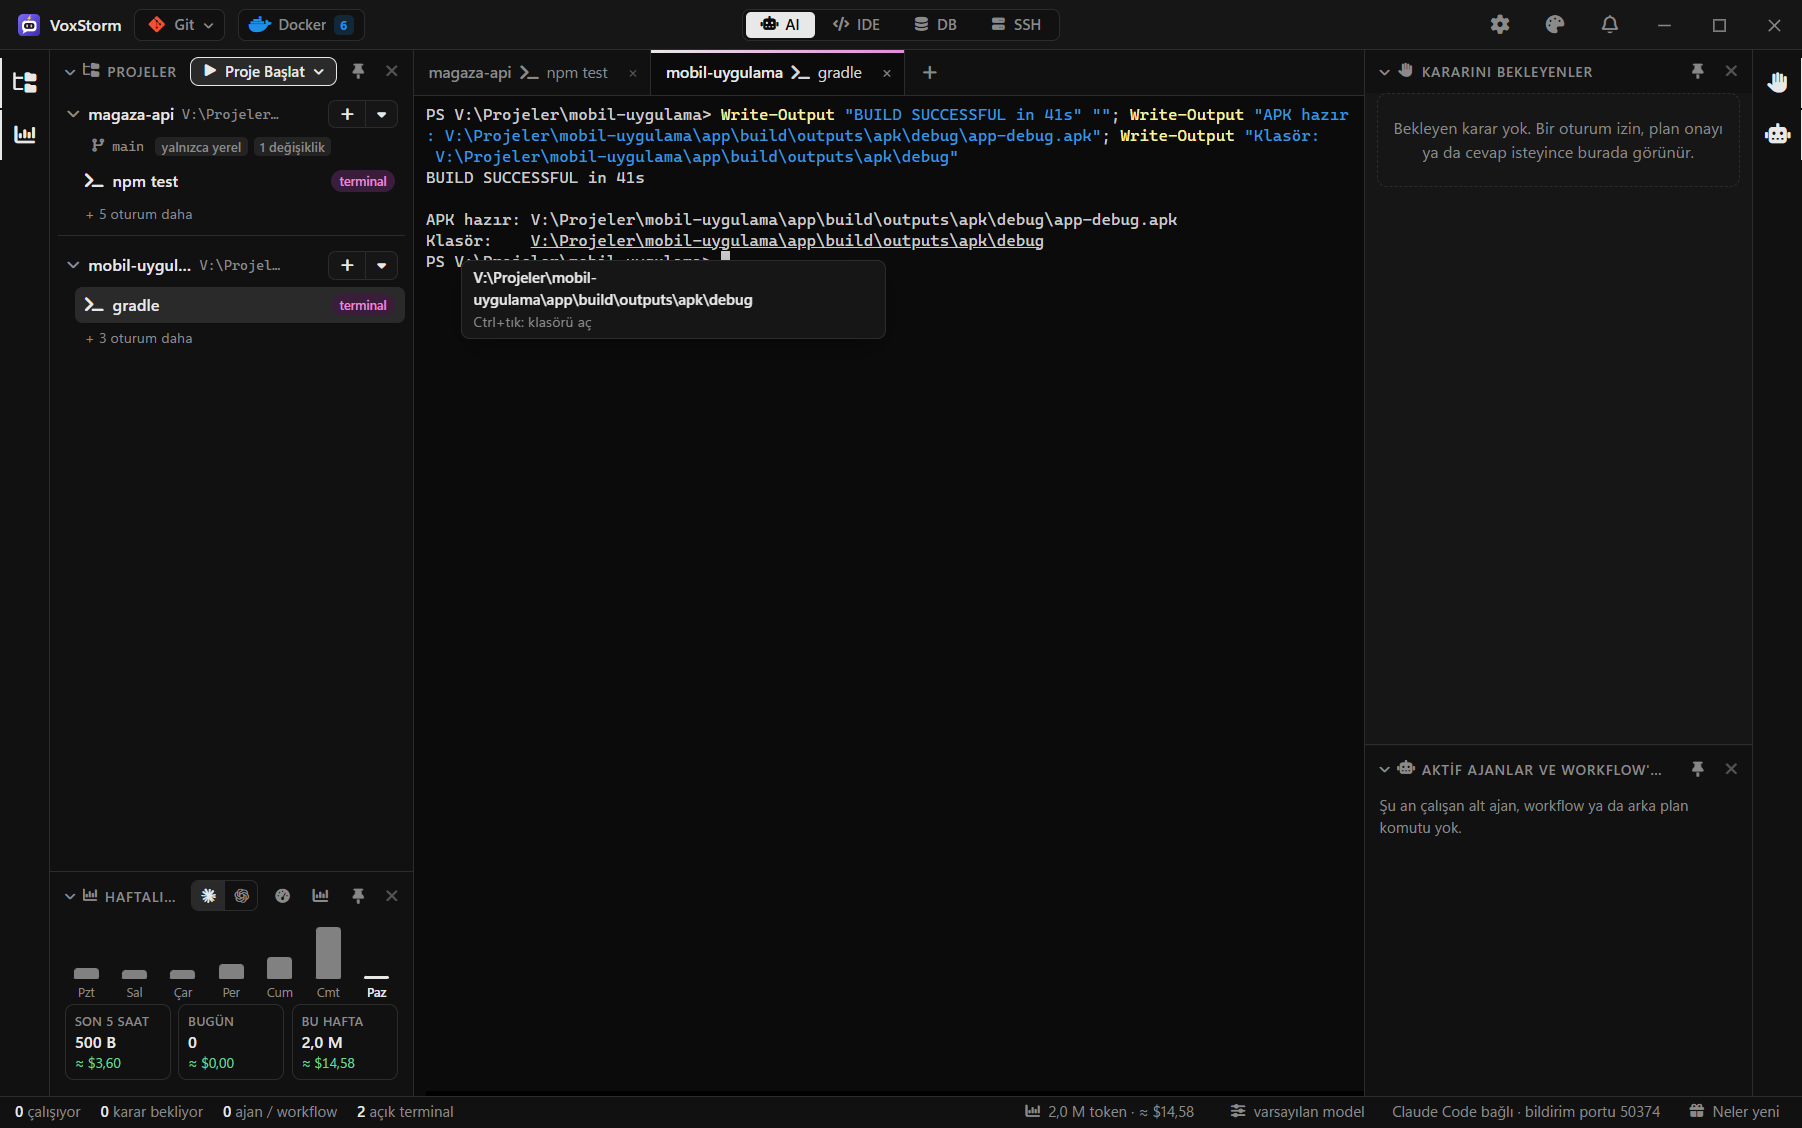 VoxStorm
Git
Docker 6
AI
IDE
DB
SSH
PROJELER
Proje Başlat
magaza-api V:\Projeler…
main yalnızca yerel 1 değişiklik
npm test terminal
+ 5 oturum daha
mobil-uygul... V:\Projel…
gradle terminal
+ 3 oturum daha
magaza-api npm test ×
mobil-uygulama gradle ×
PS V:\Projeler\mobil-uygulama> Write-Output "BUILD SUCCESSFUL in 41s" ""; Write-Output "APK hazır
: V:\Projeler\mobil-uygulama\app\build\outputs\apk\debug\app-debug.apk"; Write-Output "Klasör:
V:\Projeler\mobil-uygulama\app\build\outputs\apk\debug"
BUILD SUCCESSFUL in 41s
APK hazır: V:\Projeler\mobil-uygulama\app\build\outputs\apk\debug\app-debug.apk
Klasör: V:\Projeler\mobil-uygulama\app\build\outputs\apk\debug
PS V:\Projeler\mobil-uygulama>
V:\Projeler\mobil-
uygulama\app\build\outputs\apk\debug
Ctrl+tık: klasörü aç
KARARINI BEKLEYENLER
Bekleyen karar yok. Bir oturum izin, plan onayı
ya da cevap isteyince burada görünür.
AKTİF AJANLAR VE WORKFLOW'...
Şu an çalışan alt ajan, workflow ya da arka plan
komutu yok.
HAFTALI...
Pzt Sal Çar Per Cum Cmt Paz
SON 5 SAAT
500 B
≈ $3,60
BUGÜN
0
≈ $0,00
BU HAFTA
2,0 M
≈ $14,58
0 çalışıyor 0 karar bekliyor 0 ajan / workflow 2 açık terminal
2,0 M token · ≈ $14,58 varsayılan model Claude Code bağlı · bildirim portu 50374 Neler yeni